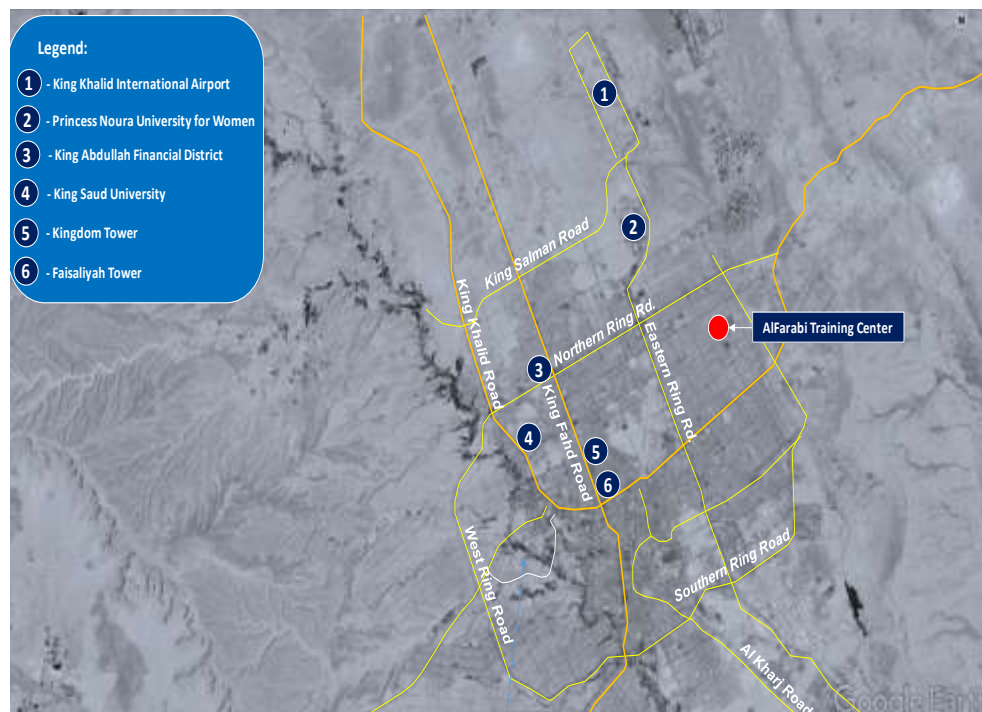 Legend:
1 - King Khalid International Airport
2 - Princess Noura University for Women
3 - King Abdullah Financial District
4 - King Saud University
5 - Kingdom Tower
6 - Faisaliyah Tower
1
2
King Salman Road
King Khalid Road
Northern Ring Rd.
Eastern Ring Rd.
AlFarabi Training Center
3
King Fahd Road
4
5
6
West Ring Road
Southern Ring Road
Al Kharj Road
Google Earth